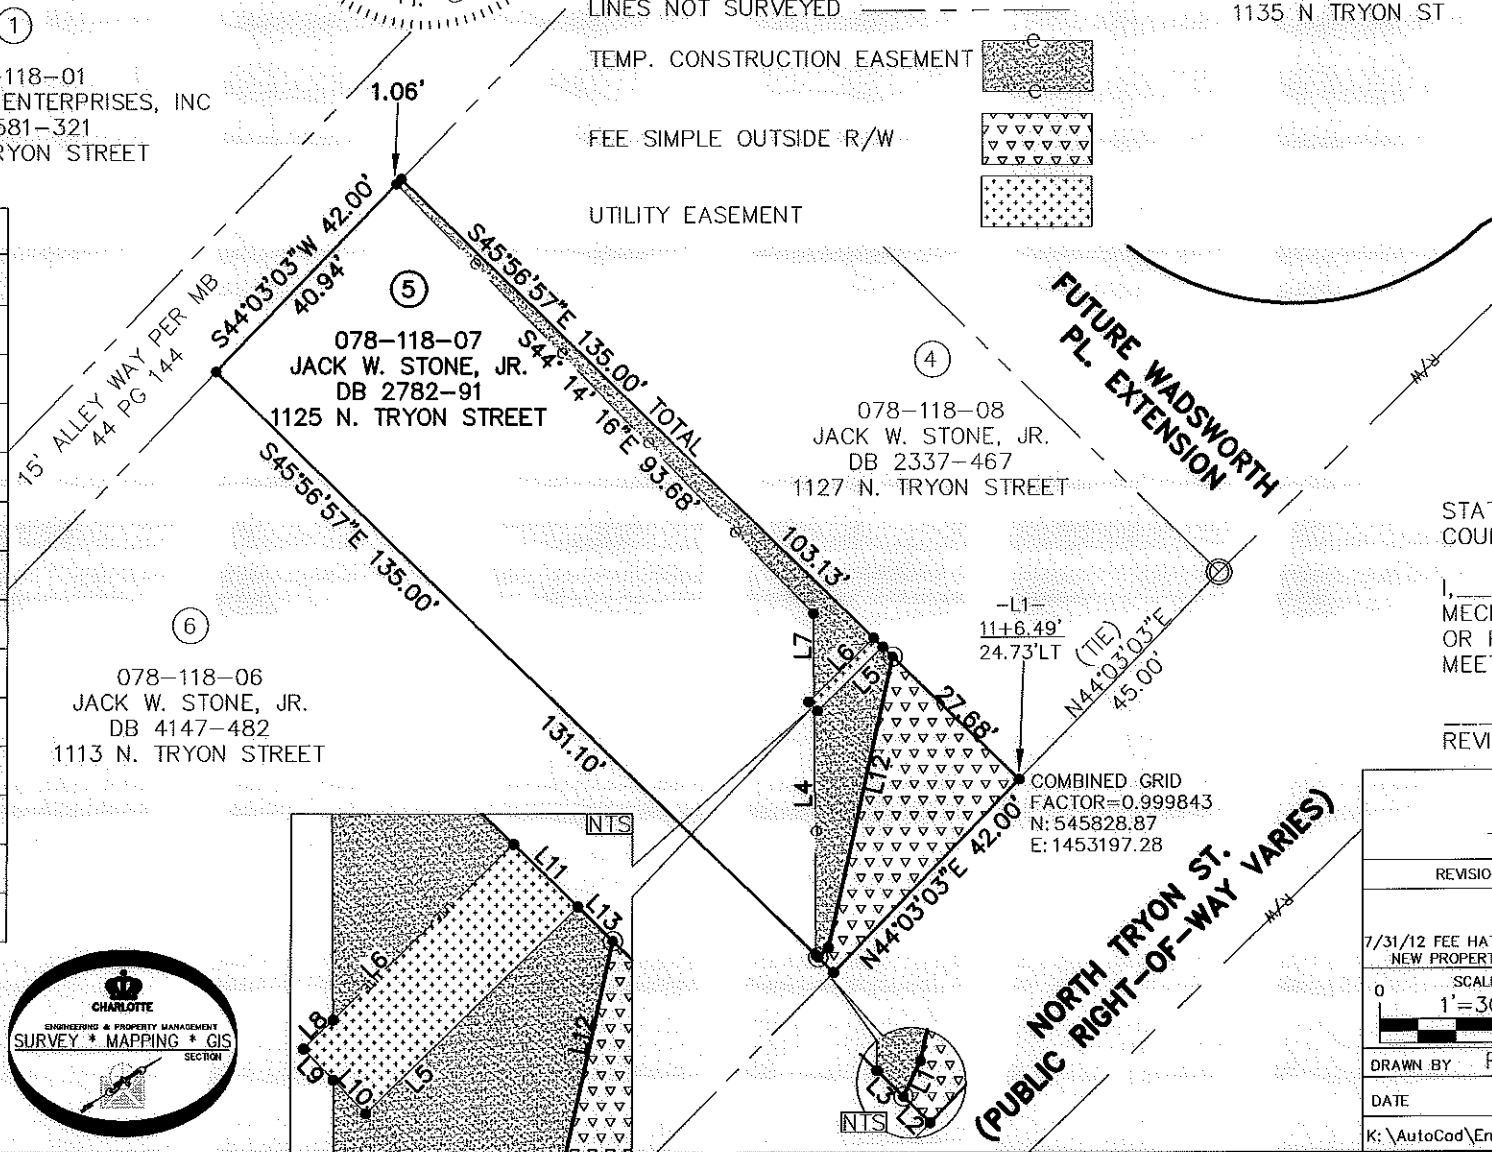 LINES NOT SURVEYED
1135 N TRYON ST
1
-118-01
ENTERPRISES, INC
581-321
RYON STREET
TEMP. CONSTRUCTION EASEMENT
e
e
1.06'
FEE SIMPLE OUTSIDE R/W
UTILITY EASEMENT
S44°03'03"W 42.00'
40.94'
15' ALLEY WAY PER MB
44 PG 144
5
078-118-07
JACK W. STONE, JR.
DB 2782-91
1125 N. TRYON STREET
S45°56'57"E 135.00' TOTAL
S44° 14' 16"E 93.68'
103.13'
FUTURE WADSWORTH
PL. EXTENSION
R/W
4
078-118-08
JACK W. STONE, JR.
DB 2337-467
1127 N. TRYON STREET
S45°56'57"E 135.00'
131.10'
6
078-118-06
JACK W. STONE, JR.
DB 4147-482
1113 N. TRYON STREET
-L1-
11+6.49'
24.73'LT
(TIE)
N44°03'03"E
45.00'
L7
L6
L5
L4
L12
27.68'
COMBINED GRID
FACTOR=0.999843
N: 545828.87
E: 1453197.28
N44°03'03"E 42.00'
NORTH TRYON ST.
(PUBLIC RIGHT-OF-WAY VARIES)
R/W
NTS
L11
L13
L6
L12
L8
L9
L10
L5
NTS
L3
L1
L2
CHARLOTTE
ENGINEERING & PROPERTY MANAGEMENT
SURVEY * MAPPING * GIS
SECTION
STAT
COU
I,
MEC
OR
MEE
REVI
REVISIO
7/31/12 FEE HAT
NEW PROPERT
SCAL
0
1'=30
DRAWN BY
DATE
K:\AutoCad\En